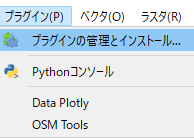 プラグイン(P) ベクタ(O) ラスタ(R)
プラグインの管理とインストール...
Pythonコンソール
Data Plotly
OSM Tools